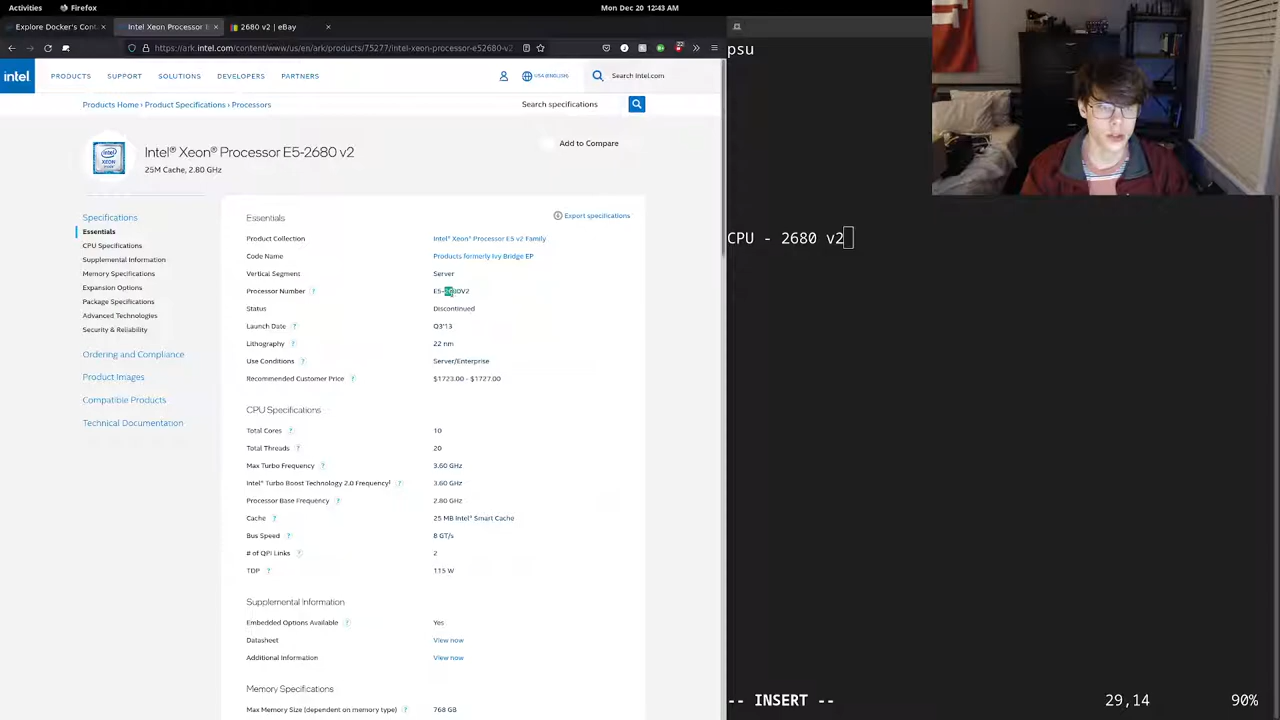 Activities Firefox Mon Dec 20 12:43 AM
Explore Docker's Cont Intel Xeon Processor E5 2680 v2 | eBay
https://ark.intel.com/content/www/us/en/ark/products/75277/intel-xeon-processor-e52680-v2
22
intel PRODUCTS SUPPORT SOLUTIONS DEVELOPERS PARTNERS USA (ENGLISH) Search Intel.com
Products Home › Product Specifications › Processors Search specifications
Intel® Xeon® Processor E5-2680 v2
25M Cache, 2.80 GHz
Add to Compare
Specifications
Essentials
CPU Specifications
Supplemental Information
Memory Specifications
Expansion Options
Package Specifications
Advanced Technologies
Security & Reliability
Ordering and Compliance
Product Images
Compatible Products
Technical Documentation
Essentials Export specifications
Product Collection Intel® Xeon® Processor E5 v2 Family
Code Name Products formerly Ivy Bridge EP
Vertical Segment Server
Processor Number ? E5-2680V2
Status Discontinued
Launch Date ? Q3'13
Lithography ? 22 nm
Use Conditions ? Server/Enterprise
Recommended Customer Price ? $1723.00 - $1727.00
CPU Specifications
Total Cores ? 10
Total Threads ? 20
Max Turbo Frequency ? 3.60 GHz
Intel® Turbo Boost Technology 2.0 Frequency‡ ? 3.60 GHz
Processor Base Frequency ? 2.80 GHz
Cache ? 25 MB Intel® Smart Cache
Bus Speed ? 8 GT/s
# of QPI Links ? 2
TDP ? 115 W
Supplemental Information
Embedded Options Available ? Yes
Datasheet View now
Additional Information View now
Memory Specifications
Max Memory Size (dependent on memory type) ? 768 GB
psu
CPU - 2680 v2
-- INSERT -- 29,14 90%